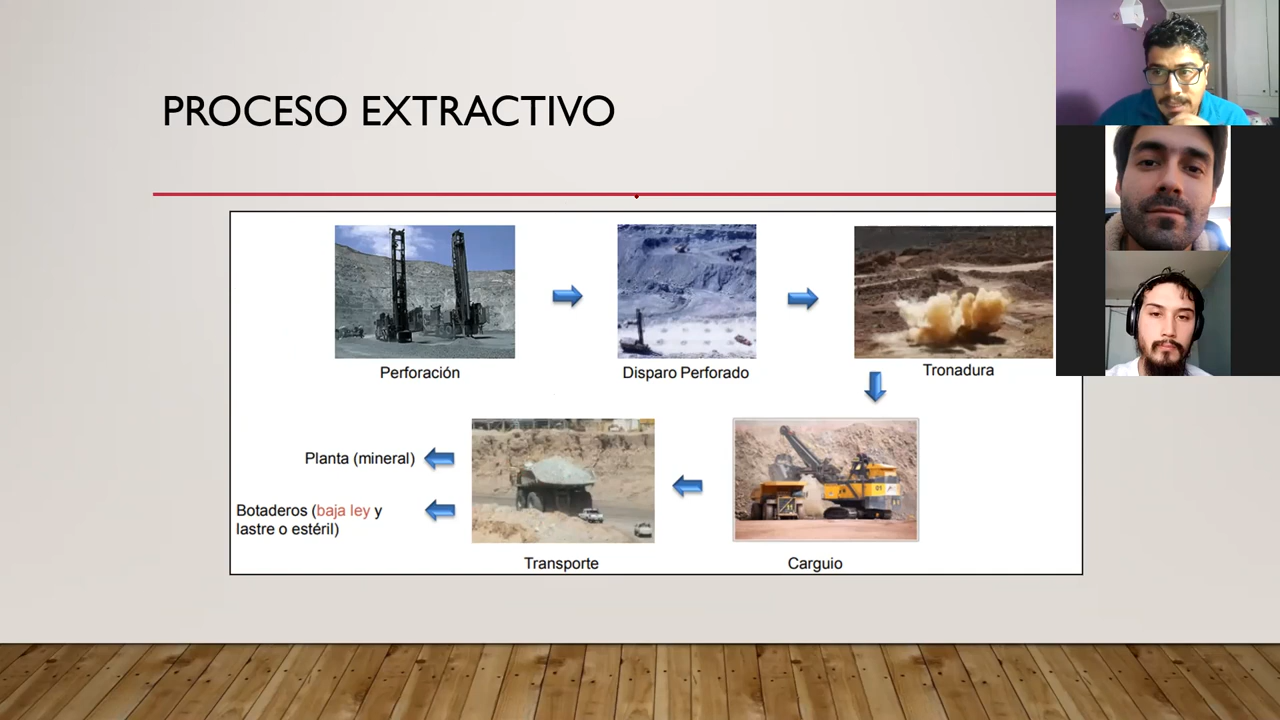 PROCESO EXTRACTIVO
Perforación
Disparo Perforado
Tronadura
Planta (mineral)
Botaderos (baja ley y
lastre o estéril)
Transporte
Carguio